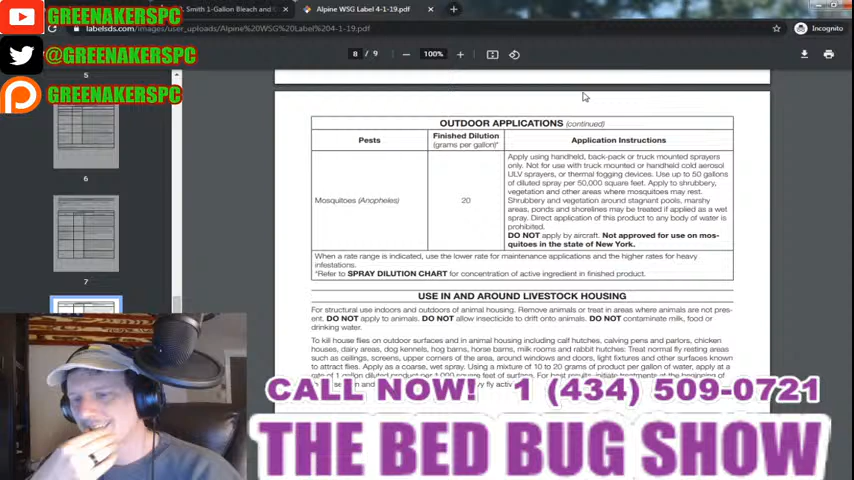 Smith 1-Gallon Bleach and C
Alpine WSG Label 4-1-19.pdf
GREENAKERSPC
labelsds.com/images/user_uploads/Alpine%20WSG%20Label%204-1-19.pdf
Incognito
@GREENAKERSPC
8 / 9
100%
GREENAKERSPC
5
6
7
OUTDOOR APPLICATIONS (continued)
Pests
Finished Dilution
(grams per gallon)*
Application Instructions
Mosquitoes (Anopheles)
20
Apply using handheld, back-pack or truck mounted sprayers
only. Not for use with truck mounted or handheld cold aerosol
ULV sprayers, or thermal fogging devices. Use up to 50 gallons
of diluted spray per 50,000 square feet. Apply to shrubbery,
vegetation and other areas where mosquitoes may rest.
Shrubbery and vegetation around stagnant pools, marshy
areas, ponds and shorelines may be treated if applied as a wet
spray. Direct application of this product to any body of water is
prohibited.
DO NOT apply by aircraft. Not approved for use on mos-
quitoes in the state of New York.
When a rate range is indicated, use the lower rate for maintenance applications and the higher rates for heavy
infestations.
*Refer to SPRAY DILUTION CHART for concentration of active ingredient in finished product.
USE IN AND AROUND LIVESTOCK HOUSING
For structural use indoors and outdoors of animal housing. Remove animals or treat in areas where animals are not pres-
ent. DO NOT apply to animals. DO NOT allow insecticide to drift onto animals. DO NOT contaminate milk, food or
drinking water.
To kill house flies on outdoor surfaces and in animal housing including calf hutches, calving pens and parlors, chicken
houses, dairy areas, dog kennels, hog barns, horse barns, milk rooms and rabbit hutches: Treat normal fly resting areas
such as ceilings, screens, upper corners of the area, around windows and doors, light fixtures and other surfaces known
to attract flies. Apply as a coarse, wet spray. Using a mixture of 10 to 20 grams of product per gallon of water, apply at a
CALL NOW! 1 (434) 509-0721
THE BED BUG SHOW